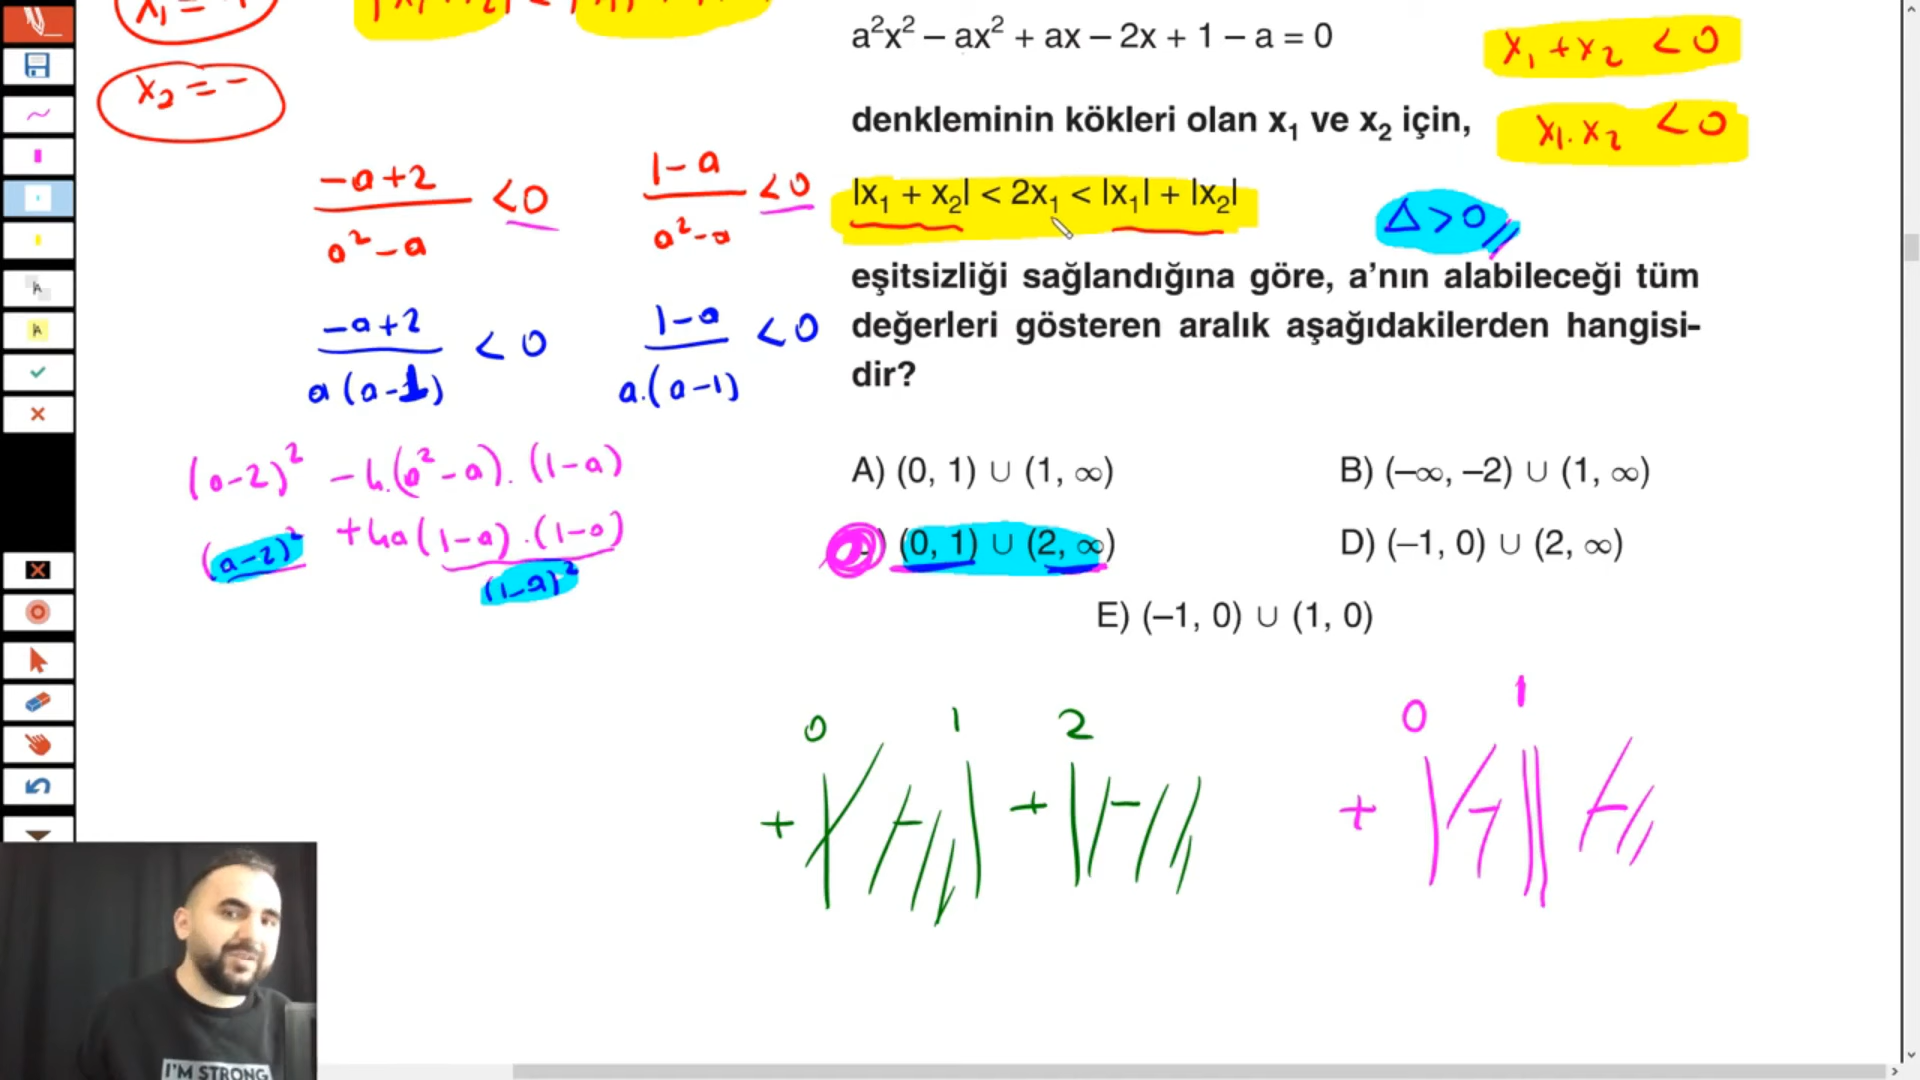 a²x² – ax² + ax – 2x + 1 – a = 0
x₁ + x₂ < 0
x₂ = -
denkleminin kökleri olan x₁ ve x₂ için,
x₁ . x₂ < 0
-a+2 / a²-a < 0
1-a / a²-a < 0
|x₁ + x₂| < 2x₁ < |x₁| + |x₂|
Δ > 0
eşitsizliği sağlandığına göre, a’nın alabileceği tüm
değerleri gösteren aralık aşağıdakilerden hangisi-
dir?
-a+2 / a(a-1) < 0
1-a / a.(a-1) < 0
(a-2)² - 4.(a²-a).(1-a)
(a-2)² + 4a(1-a).(1-a)
(1-a)²
A) (0, 1) ∪ (1, ∞)
B) (–∞, –2) ∪ (1, ∞)
) (0, 1) ∪ (2, ∞)
D) (–1, 0) ∪ (2, ∞)
E) (–1, 0) ∪ (1, 0)
0 1 2
+ - + -
0 1
+ - -
I'M STRONG